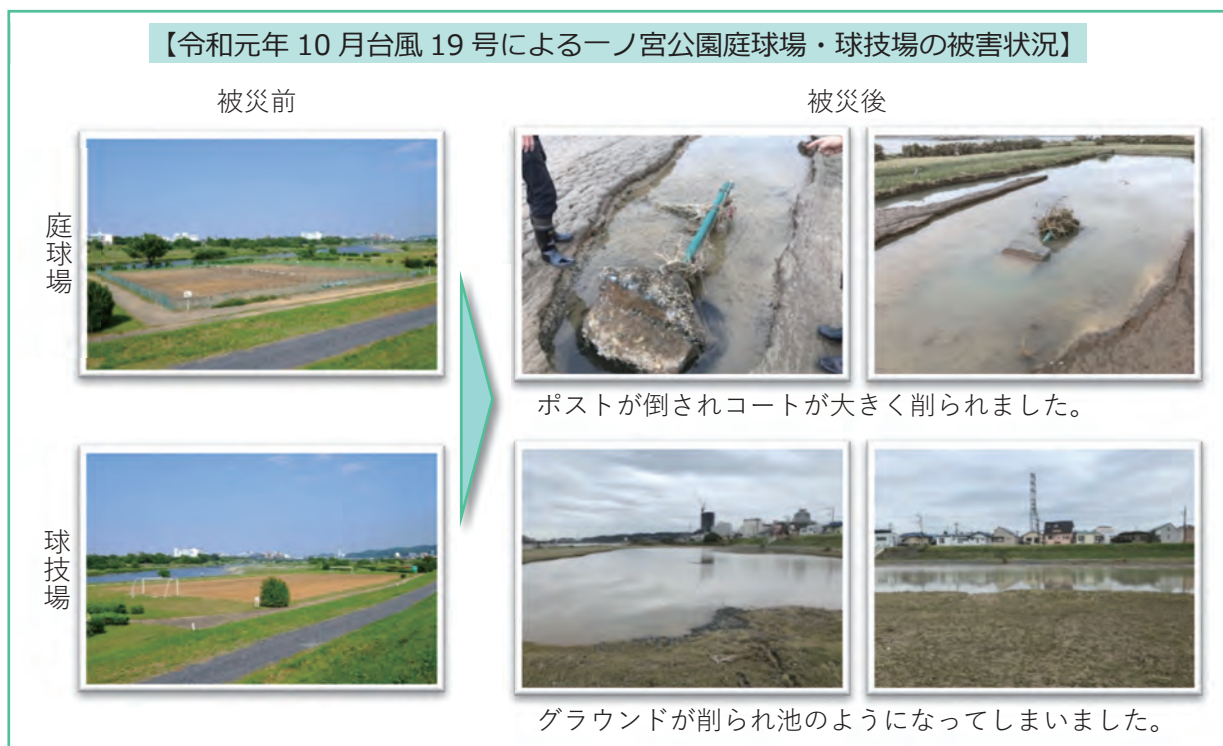 【令和元年 10 月台風 19 号による一ノ宮公園庭球場・球技場の被害状況】
被災前
被災後
庭球場
ポストが倒されコートが大きく削られました。
球技場
グラウンドが削られ池のようになってしまいました。